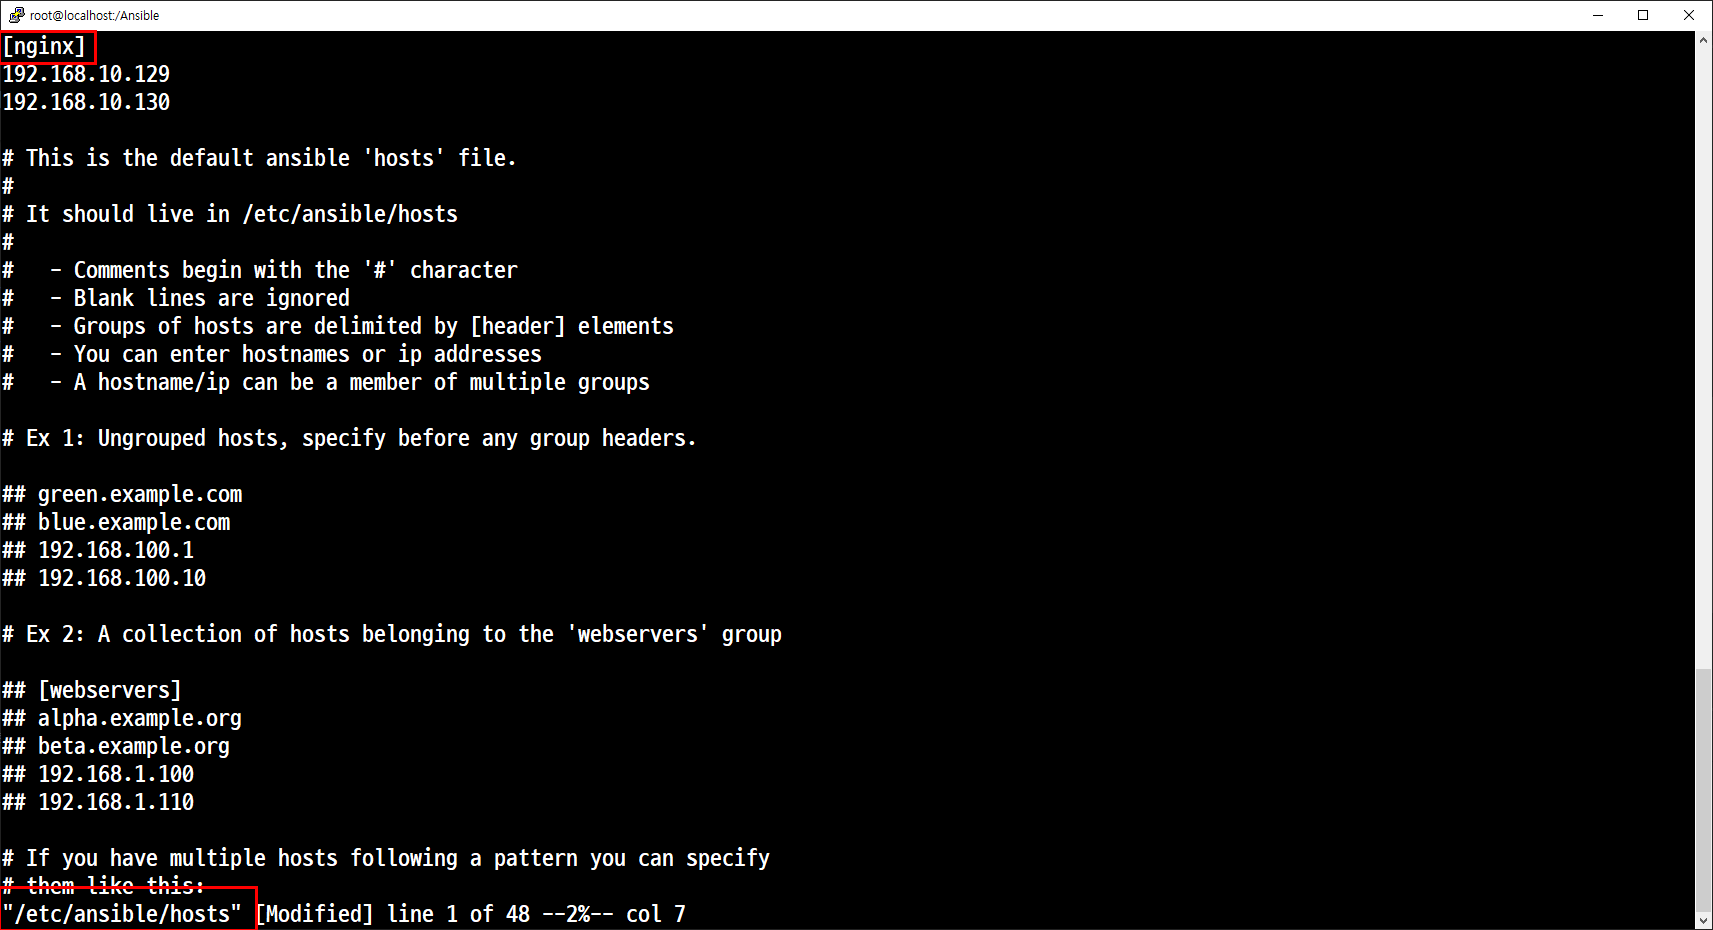 root@localhost:/Ansible
[nginx]
192.168.10.129
192.168.10.130
# This is the default ansible 'hosts' file.
#
# It should live in /etc/ansible/hosts
#
#   - Comments begin with the '#' character
#   - Blank lines are ignored
#   - Groups of hosts are delimited by [header] elements
#   - You can enter hostnames or ip addresses
#   - A hostname/ip can be a member of multiple groups
# Ex 1: Ungrouped hosts, specify before any group headers.
## green.example.com
## blue.example.com
## 192.168.100.1
## 192.168.100.10
# Ex 2: A collection of hosts belonging to the 'webservers' group
## [webservers]
## alpha.example.org
## beta.example.org
## 192.168.1.100
## 192.168.1.110
# If you have multiple hosts following a pattern you can specify
# them like this:
"/etc/ansible/hosts" [Modified] line 1 of 48 --2%-- col 7